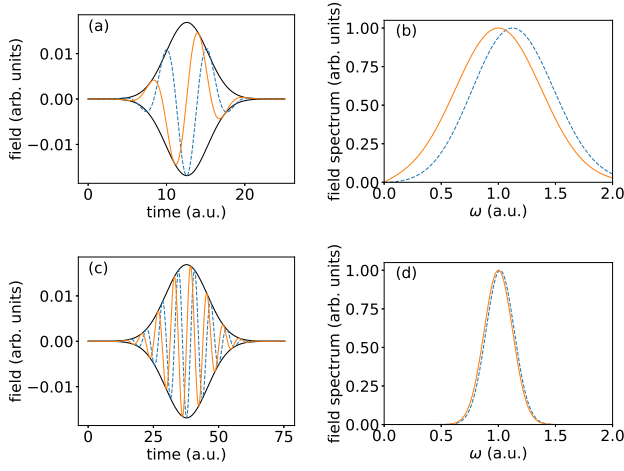 (a)
field (arb. units)
0.01
0.00
−0.01
0
10
20
time (a.u.)
(b)
field spectrum (arb. units)
1.00
0.75
0.50
0.25
0.00
0.0
0.5
1.0
1.5
2.0
ω (a.u.)
(c)
field (arb. units)
0.01
0.00
−0.01
0
25
50
75
time (a.u.)
(d)
field spectrum (arb. units)
1.00
0.75
0.50
0.25
0.00
0.0
0.5
1.0
1.5
2.0
ω (a.u.)